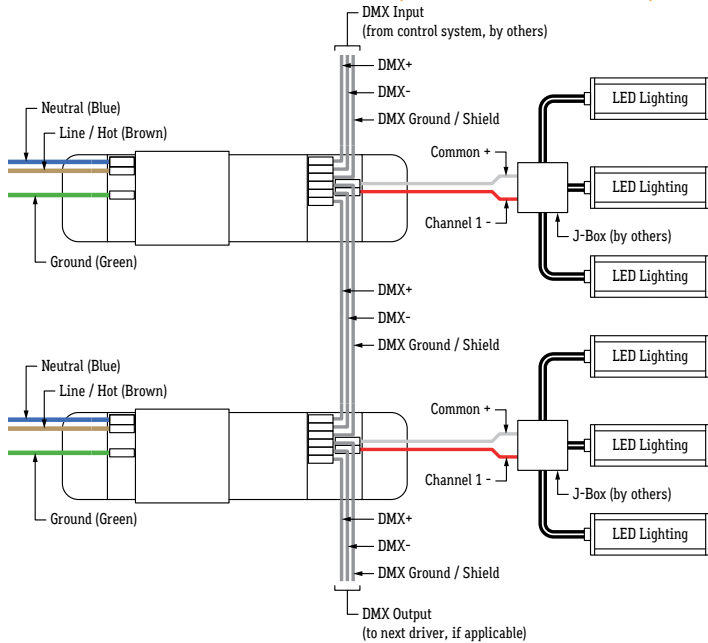 DMX Input
(from control system, by others)
DMX+
DMX-
DMX Ground / Shield
Neutral (Blue)
Line / Hot (Brown)
Ground (Green)
Common +
Channel 1 -
J-Box (by others)
LED Lighting
LED Lighting
LED Lighting
DMX+
DMX-
DMX Ground / Shield
Neutral (Blue)
Line / Hot (Brown)
Ground (Green)
Common +
Channel 1 -
J-Box (by others)
LED Lighting
LED Lighting
LED Lighting
DMX+
DMX-
DMX Ground / Shield
DMX Output
(to next driver, if applicable)